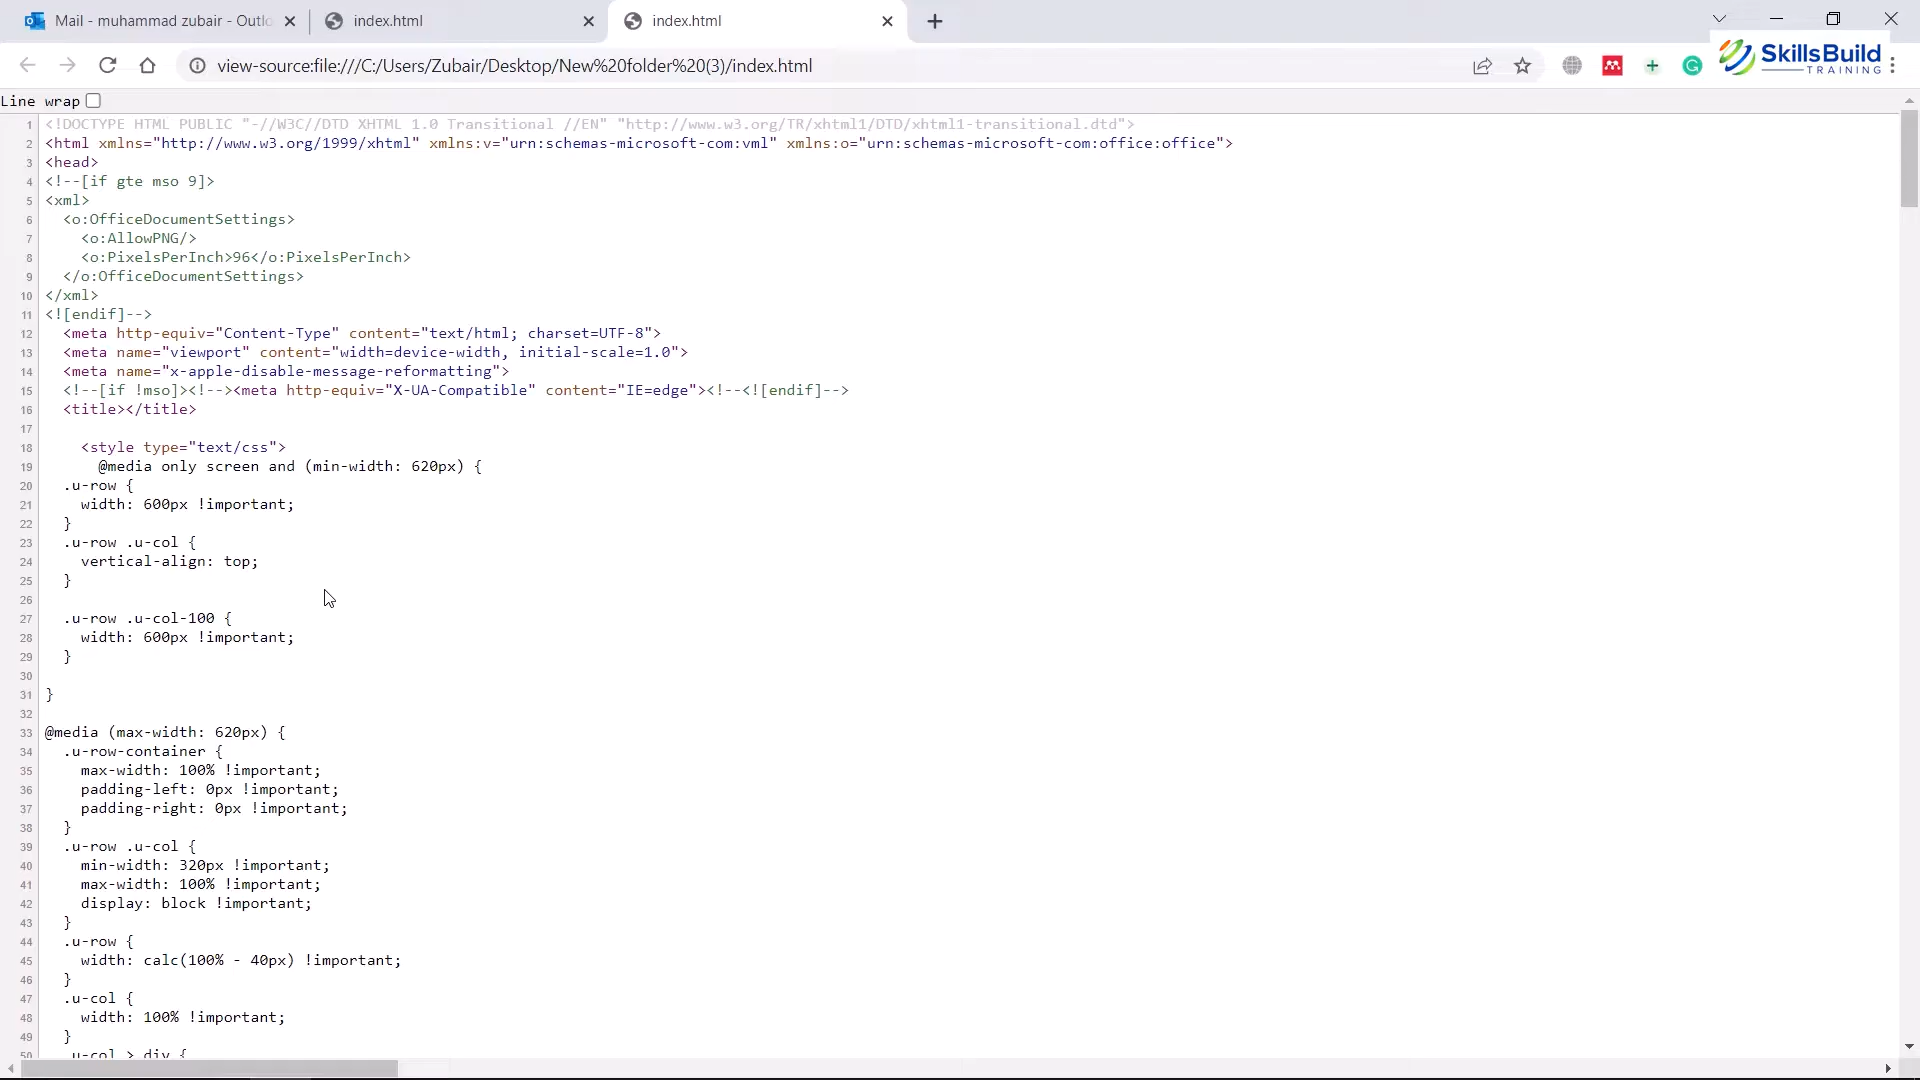 Mail - muhammad zubair - Outlo
index.html
index.html
view-source:file:///C:/Users/Zubair/Desktop/New%20folder%20(3)/index.html
SkillsBuild
TRAINING
Line wrap
1 <!DOCTYPE HTML PUBLIC "-//W3C//DTD XHTML 1.0 Transitional //EN" "http://www.w3.org/TR/xhtml1/DTD/xhtml1-transitional.dtd">
2 <html xmlns="http://www.w3.org/1999/xhtml" xmlns:v="urn:schemas-microsoft-com:vml" xmlns:o="urn:schemas-microsoft-com:office:office">
3 <head>
4 <!--[if gte mso 9]>
5 <xml>
6   <o:OfficeDocumentSettings>
7     <o:AllowPNG/>
8     <o:PixelsPerInch>96</o:PixelsPerInch>
9   </o:OfficeDocumentSettings>
10 </xml>
11 <![endif]-->
12   <meta http-equiv="Content-Type" content="text/html; charset=UTF-8">
13   <meta name="viewport" content="width=device-width, initial-scale=1.0">
14   <meta name="x-apple-disable-message-reformatting">
15   <!--[if !mso]><!--><meta http-equiv="X-UA-Compatible" content="IE=edge"><!--<![endif]-->
16   <title></title>
17
18     <style type="text/css">
19       @media only screen and (min-width: 620px) {
20   .u-row {
21     width: 600px !important;
22   }
23   .u-row .u-col {
24     vertical-align: top;
25   }
26
27   .u-row .u-col-100 {
28     width: 600px !important;
29   }
30
31 }
32
33 @media (max-width: 620px) {
34   .u-row-container {
35     max-width: 100% !important;
36     padding-left: 0px !important;
37     padding-right: 0px !important;
38   }
39   .u-row .u-col {
40     min-width: 320px !important;
41     max-width: 100% !important;
42     display: block !important;
43   }
44   .u-row {
45     width: calc(100% - 40px) !important;
46   }
47   .u-col {
48     width: 100% !important;
49   }
50   .u-col > div {